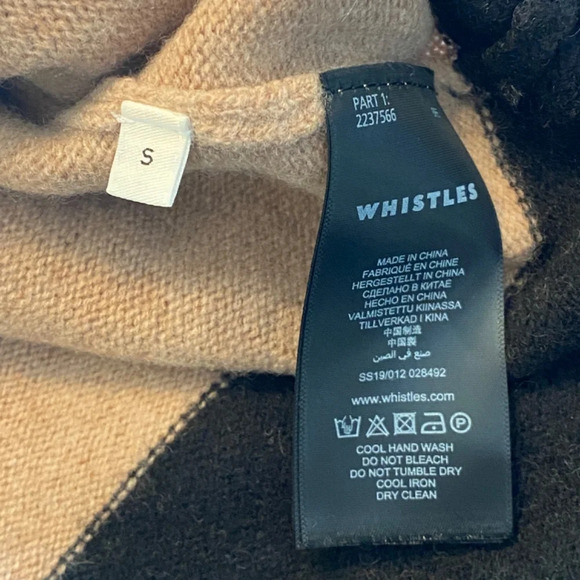 S
PART 1:
2237566
WHISTLES
MADE IN CHINA
FABRIQUÉ EN CHINE
HERGESTELLT IN CHINA
СДЕЛАНО В КИТАЕ
HECHO EN CHINA
VALMISTETTU KIINASSA
TILLVERKAD I KINA
中国制造
中国製
صنع في الصين
SS19/012 028492
www.whistles.com
P
COOL HAND WASH
DO NOT BLEACH
DO NOT TUMBLE DRY
COOL IRON
DRY CLEAN